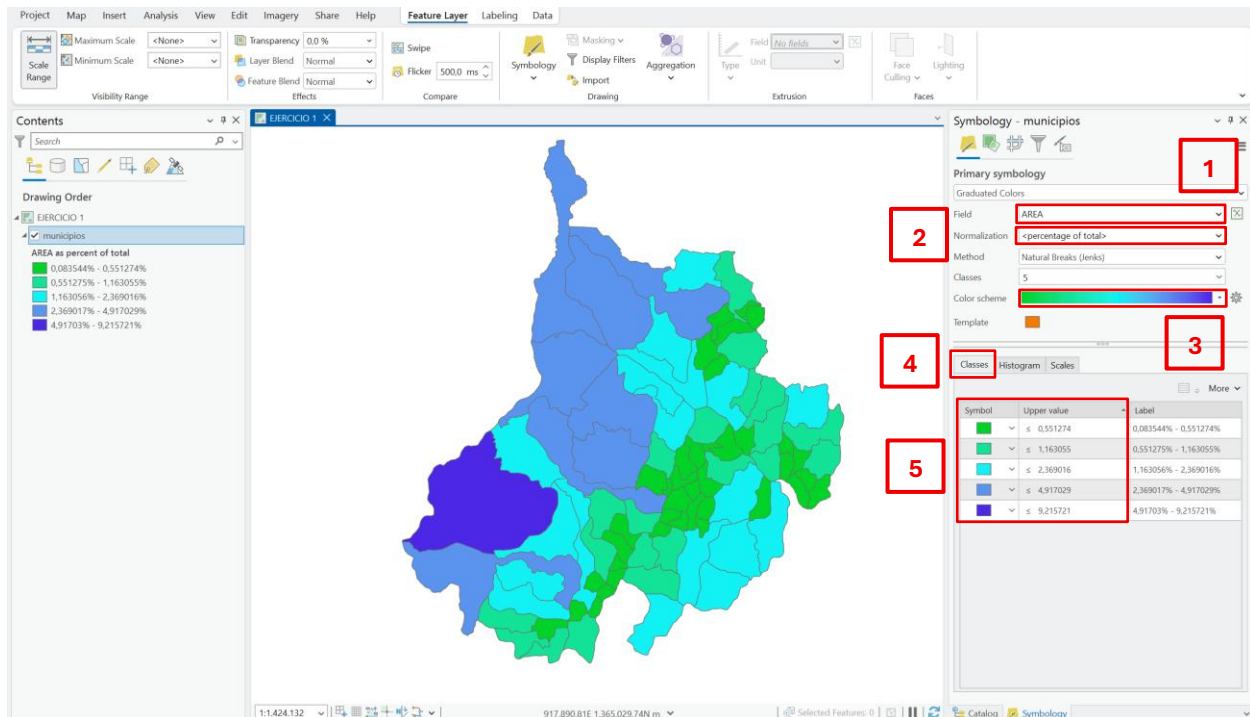 Project Map Insert Analysis View Edit Imagery Share Help Feature Layer Labeling Data
Scale Range
Maximum Scale <None>
Minimum Scale <None>
Visibility Range
Transparency 0,0 %
Layer Blend Normal
Feature Blend Normal
Effects
Swipe
Flicker 500,0 ms
Compare
Symbology
Masking
Display Filters
Import
Aggregation
Drawing
Type
Field No fields
Unit
Extrusion
Face Culling
Lighting
Faces
Contents
Search
Drawing Order
EJERCICIO 1
municipios
AREA as percent of total
0,083544% - 0,551274%
0,551275% - 1,163055%
1,163056% - 2,369016%
2,369017% - 4,917029%
4,91703% - 9,215721%
EJERCICIO 1
1:1.424.132
917.890,81E 1.365.029,74N m
Selected Features: 0
Symbology - municipios
1
Primary symbology
Graduated Colors
Field AREA
2
Normalization <percentage of total>
Method Natural Breaks (Jenks)
Classes 5
Color scheme
Template
3
4
Classes Histogram Scales
More
Symbol Upper value Label
≤ 0,551274 0,083544% - 0,551274%
≤ 1,163055 0,551275% - 1,163055%
5
≤ 2,369016 1,163056% - 2,369016%
≤ 4,917029 2,369017% - 4,917029%
≤ 9,215721 4,91703% - 9,215721%
Catalog Symbology